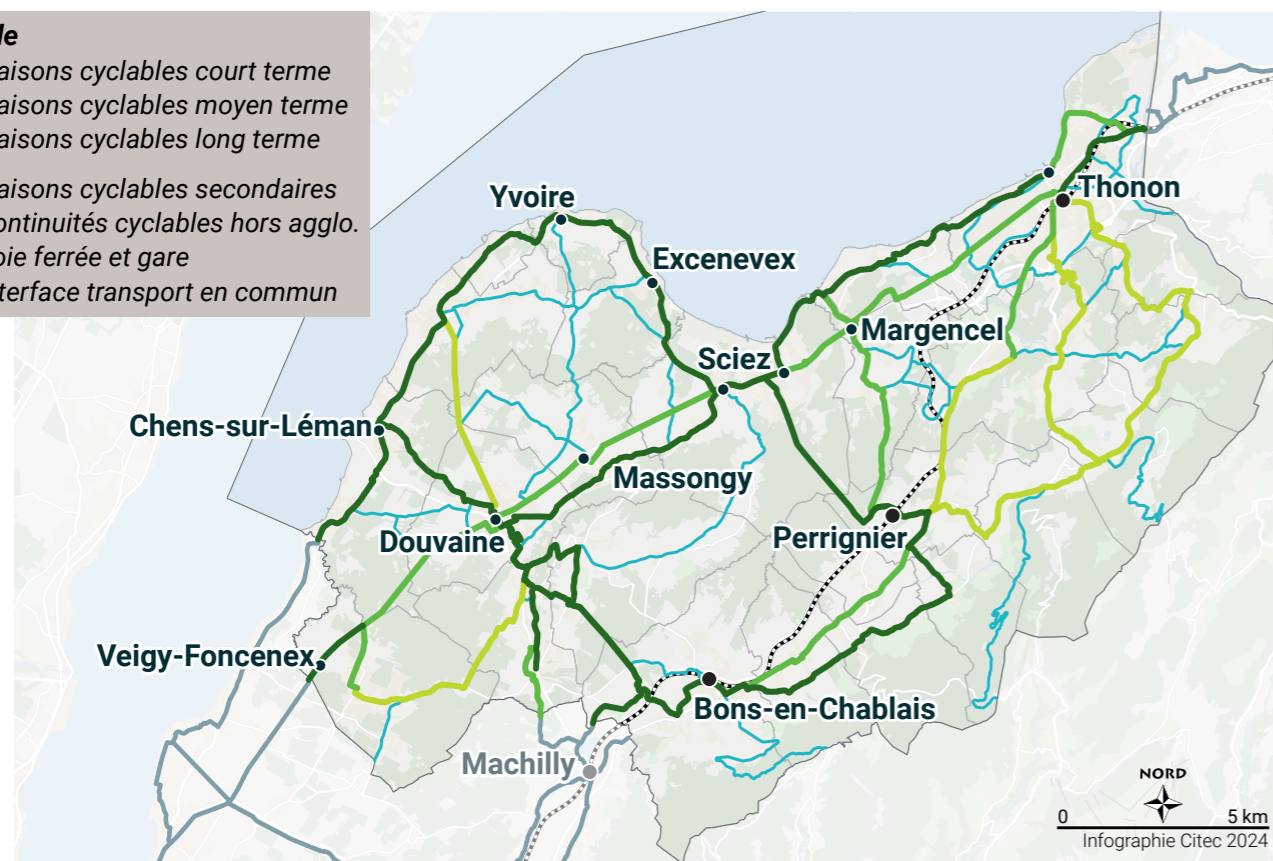 le
aisons cyclables court terme
aisons cyclables moyen terme
aisons cyclables long terme
aisons cyclables secondaires
ontinuités cyclables hors agglo.
oie ferrée et gare
terface transport en commun
Yvoire
Thonon
Excenevex
Margencel
Sciez
Chens-sur-Léman
Massongy
Douvaine
Perrignier
Veigy-Foncenex
Bons-en-Chablais
Machilly
NORD
0 5 km
Infographie Citec 2024